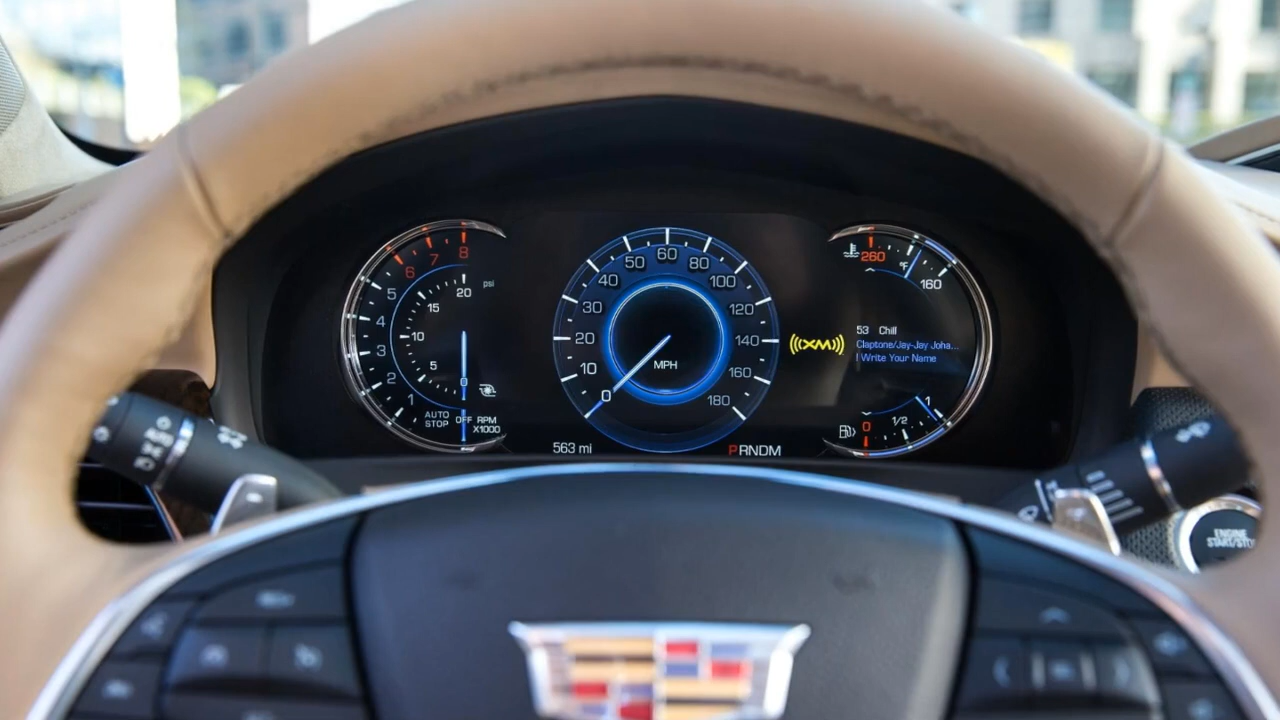 8
7
6
5
4
3
2
1
20 psi
15
10
5
0
AUTO STOP
OFF
RPM X1000
60
50
80
40
100
30
120
20
140
10
160
0
180
MPH
563 mi
PRNDM
260
°F
160
XM
53 Chill
Claptone/Jay-Jay Joha...
I Write Your Name
1
1/2
0
ENGINE
START/STOP